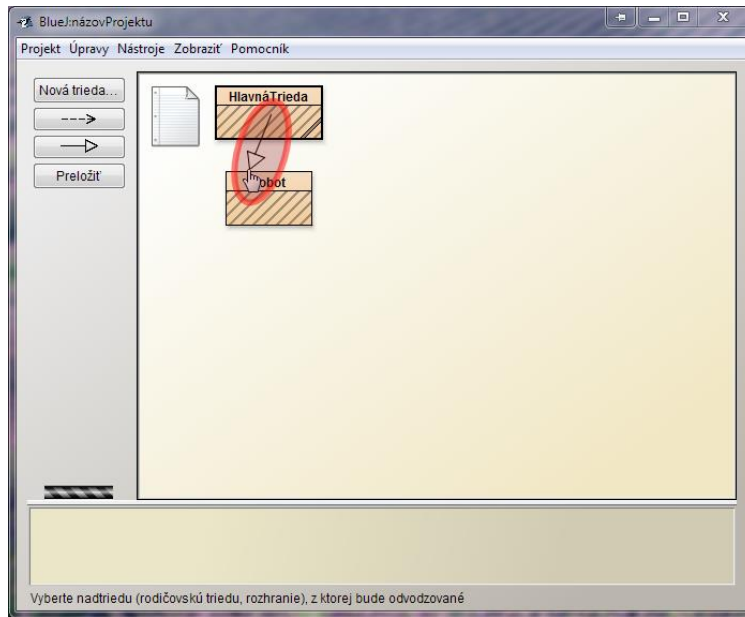 BlueJ:názovProjektu
Projekt Úpravy Nástroje Zobraziť Pomocník
Nová trieda...
HlavnáTrieda
Preložiť
Vyberte nadtriedu (rodičovskú triedu, rozhranie), z ktorej bude odvodzované